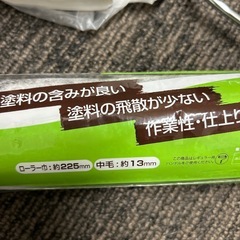 塗料の含みが良い
塗料の飛散が少ない
作業性・仕上り
ローラー巾：約225mm
中毛：約13mm